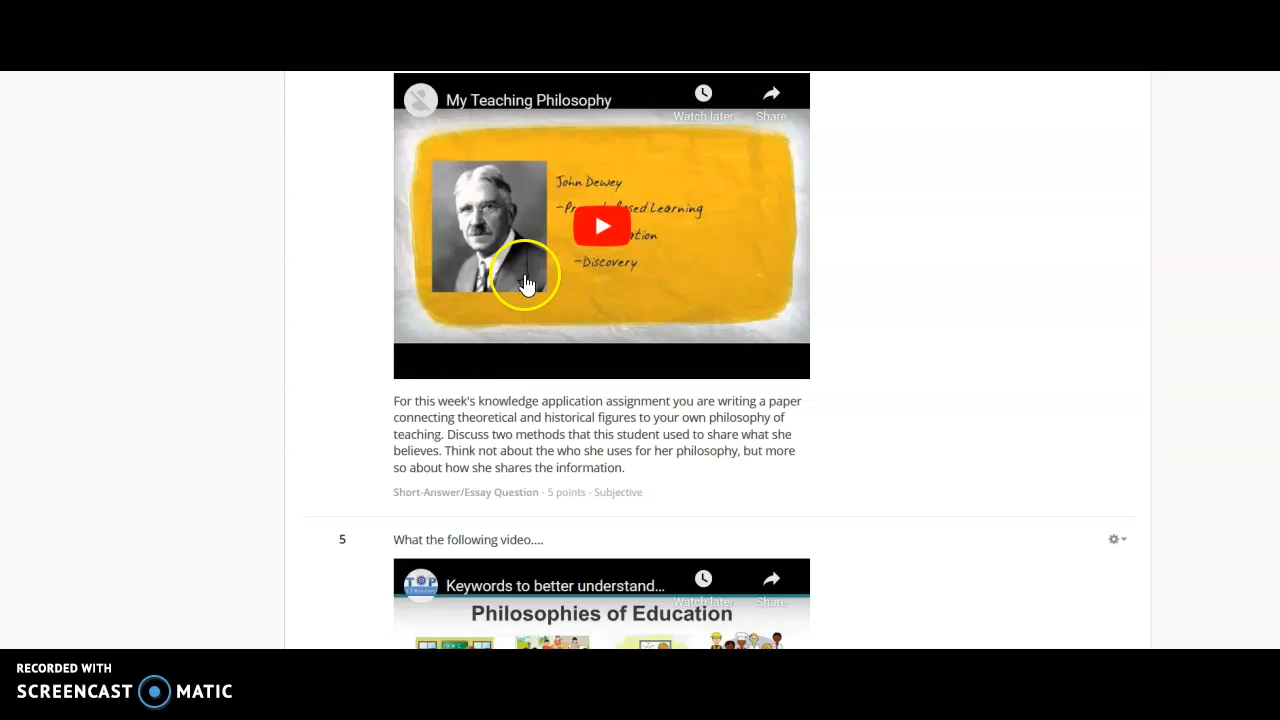 My Teaching Philosophy
Watch later
Share
John Dewey
Based Learning
-Discovery
For this week's knowledge application assignment you are writing a paper
connecting theoretical and historical figures to your own philosophy of
teaching. Discuss two methods that this student used to share what she
believes. Think not about the who she uses for her philosophy, but more
so about how she shares the information.
Short-Answer/Essay Question - 5 points - Subjective
5 What the following video....
TOP
Keywords to better understand...
Watch later
Share
Philosophies of Education
RECORDED WITH
SCREENCAST MATIC